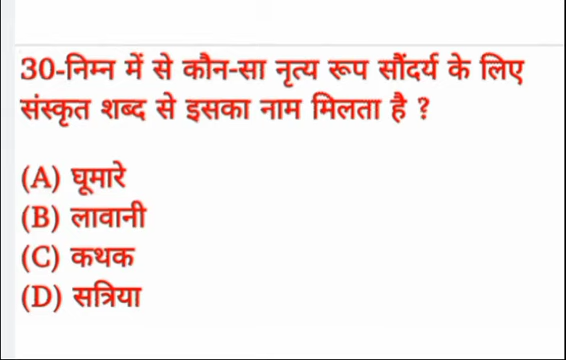 30-निम्न में से कौन-सा नृत्य रूप सौंदर्य के लिए
संस्कृत शब्द से इसका नाम मिलता है ?
(A) घूमारे
(B) लावानी
(C) कथक
(D) सत्रिया